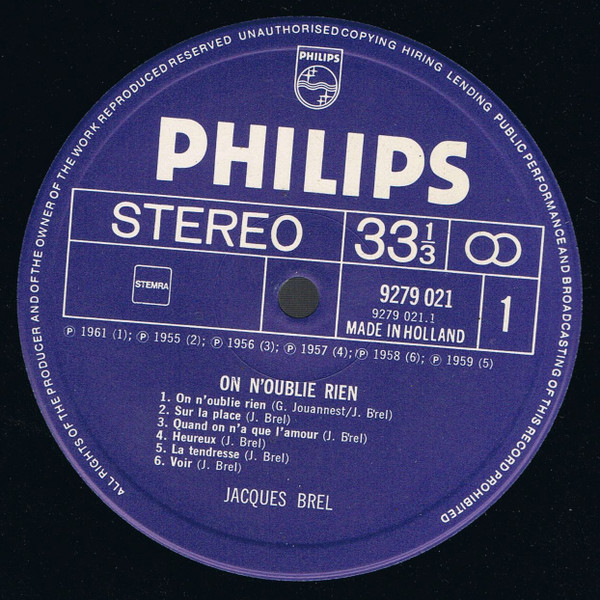 ALL RIGHTS OF THE PRODUCER AND OF THE OWNER OF THE WORK REPRODUCED RESERVED UNAUTHORISED COPYING HIRING LENDING PUBLIC PERFORMANCE AND BROADCASTING OF THIS RECORD PROHIBITED
PHILIPS
PHILIPS
STEREO 33 1/3
STEMRA
9279 021
9279 021.1
MADE IN HOLLAND
1
℗ 1961 (1); ℗ 1955 (2); ℗ 1956 (3); ℗ 1957 (4); ℗ 1958 (6); ℗ 1959 (5)
ON N'OUBLIE RIEN
1. On n'oublie rien (G. Jouannest/J. Brel)
2. Sur la place (J. Brel)
3. Quand on n'a que l'amour (J. Brel)
4. Heureux (J. Brel)
5. La tendresse (J. Brel)
6. Voir (J. Brel)
JACQUES BREL